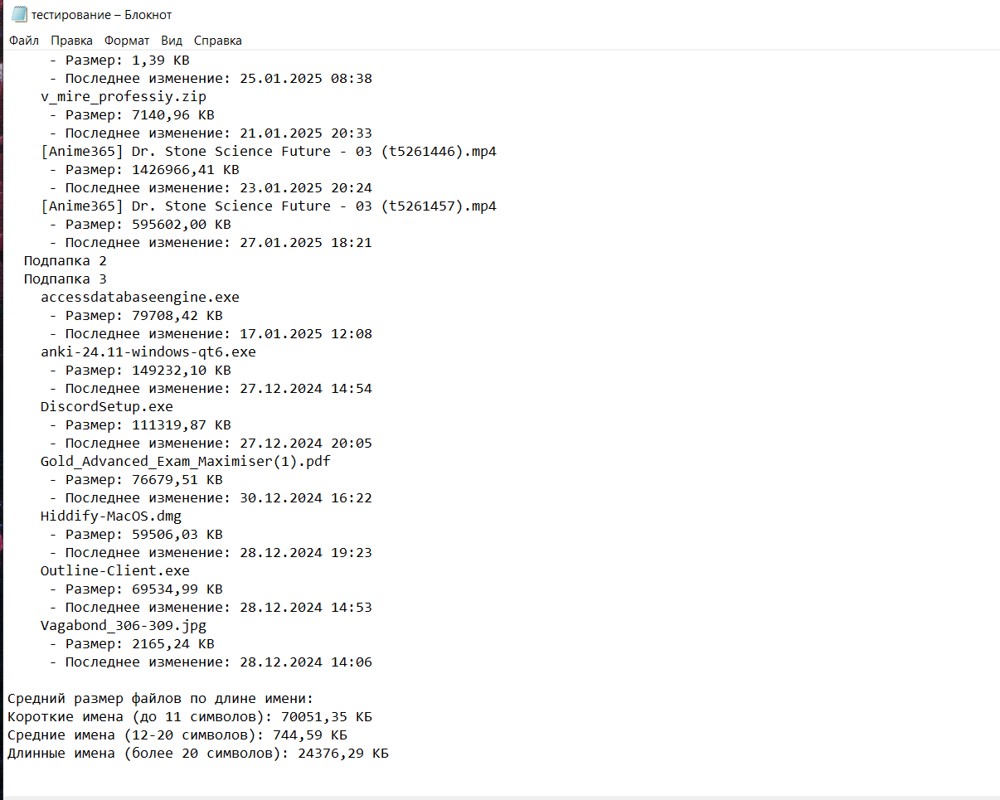 тестирование – Блокнот
Файл Правка Формат Вид Справка
- Размер: 1,39 KB
- Последнее изменение: 25.01.2025 08:38
v_mire_professiy.zip
- Размер: 7140,96 KB
- Последнее изменение: 21.01.2025 20:33
[Anime365] Dr. Stone Science Future - 03 (t5261446).mp4
- Размер: 1426966,41 KB
- Последнее изменение: 23.01.2025 20:24
[Anime365] Dr. Stone Science Future - 03 (t5261457).mp4
- Размер: 595602,00 KB
- Последнее изменение: 27.01.2025 18:21
Подпапка 2
Подпапка 3
accessdatabaseengine.exe
- Размер: 79708,42 KB
- Последнее изменение: 17.01.2025 12:08
anki-24.11-windows-qt6.exe
- Размер: 149232,10 KB
- Последнее изменение: 27.12.2024 14:54
DiscordSetup.exe
- Размер: 111319,87 KB
- Последнее изменение: 27.12.2024 20:05
Gold_Advanced_Exam_Maximiser(1).pdf
- Размер: 76679,51 KB
- Последнее изменение: 30.12.2024 16:22
Hiddify-MacOS.dmg
- Размер: 59506,03 KB
- Последнее изменение: 28.12.2024 19:23
Outline-Client.exe
- Размер: 69534,99 KB
- Последнее изменение: 28.12.2024 14:53
Vagabond_306-309.jpg
- Размер: 2165,24 KB
- Последнее изменение: 28.12.2024 14:06
Средний размер файлов по длине имени:
Короткие имена (до 11 символов): 70051,35 КБ
Средние имена (12-20 символов): 744,59 КБ
Длинные имена (более 20 символов): 24376,29 КБ